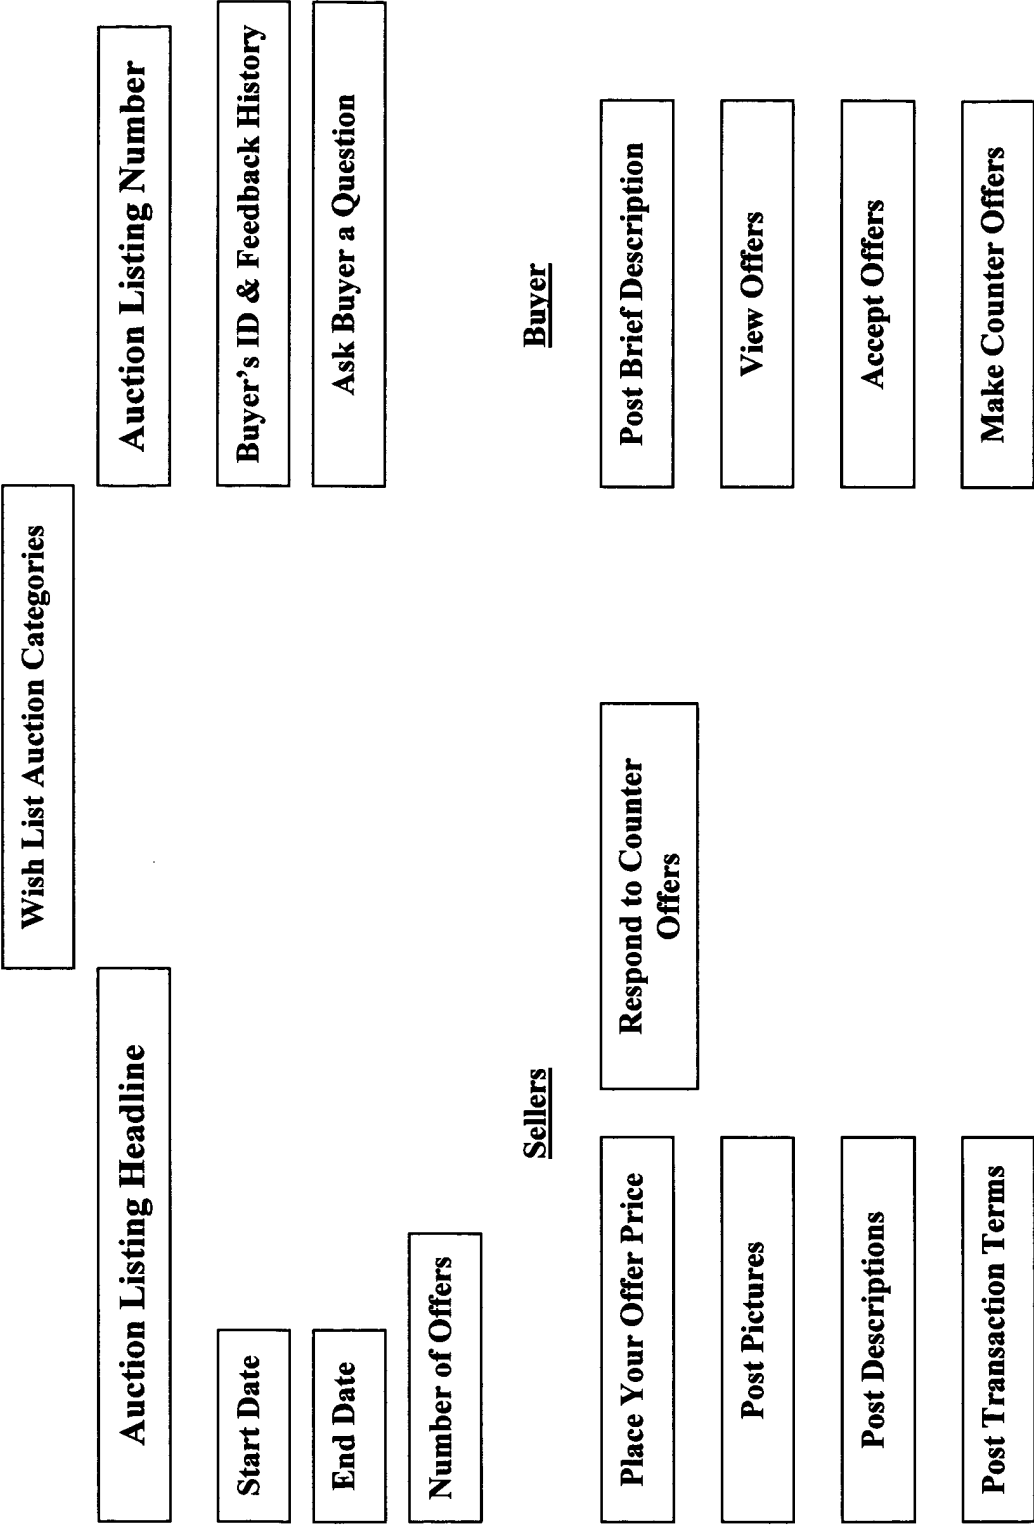 Wish List Auction Categories
Auction Listing Headline
Auction Listing Number
Start Date
Buyer's ID & Feedback History
End Date
Ask Buyer a Question
Number of Offers
Sellers
Buyer
Place Your Offer Price
Respond to Counter
Offers
Post Brief Description
Post Pictures
View Offers
Post Descriptions
Accept Offers
Post Transaction Terms
Make Counter Offers